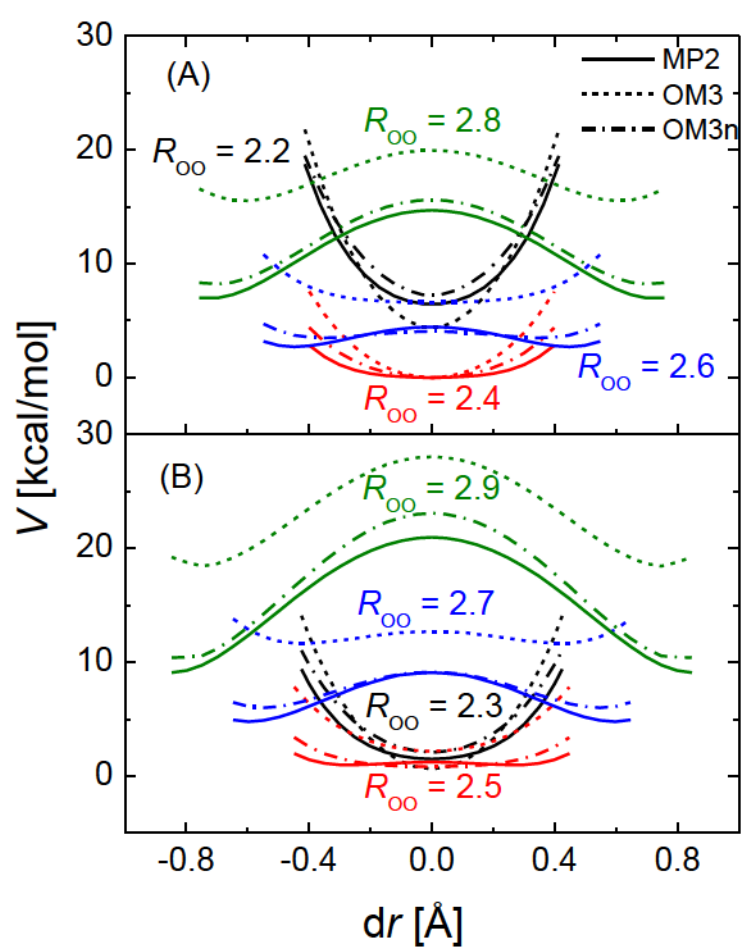 30
(A)
MP2
OM3
OM3n
R_OO = 2.8
R_OO = 2.2
20
10
R_OO = 2.6
0
R_OO = 2.4
V [kcal/mol]
30
(B)
R_OO = 2.9
20
R_OO = 2.7
10
R_OO = 2.3
0
R_OO = 2.5
-0.8 -0.4 0.0 0.4 0.8
dr [Å]